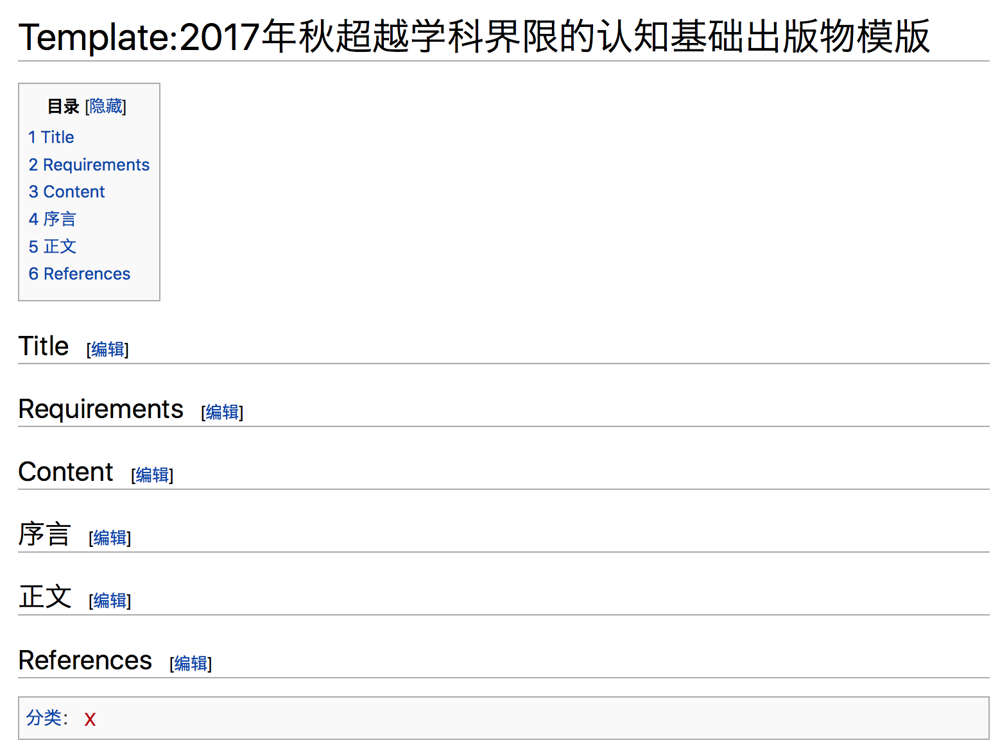 Template:2017年秋超越学科界限的认知基础出版物模版
目录 [隐藏]
1 Title
2 Requirements
3 Content
4 序言
5 正文
6 References
Title [编辑]
Requirements [编辑]
Content [编辑]
序言 [编辑]
正文 [编辑]
References [编辑]
分类： X